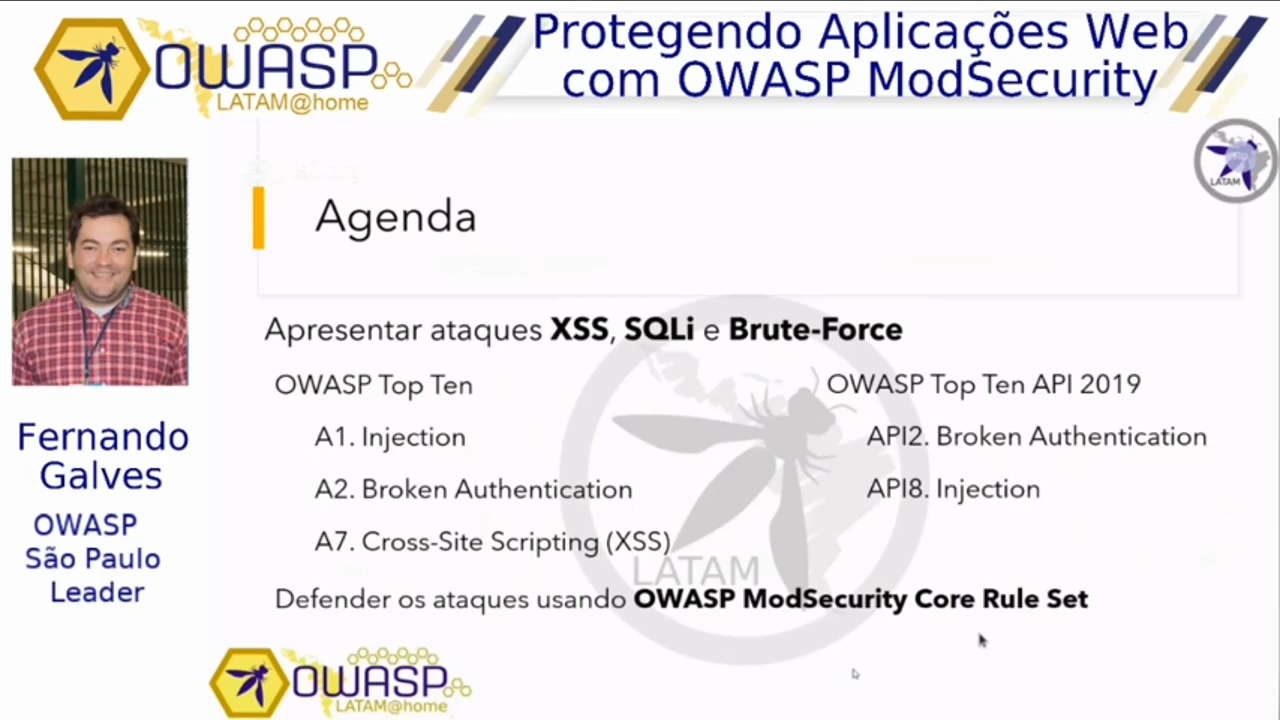 OWASP
LATAM@home
Protegendo Aplicações Web
com OWASP ModSecurity
LATAM
Agenda
Fernando
Galves
OWASP
São Paulo
Leader
Apresentar ataques XSS, SQLi e Brute-Force
OWASP Top Ten
A1. Injection
A2. Broken Authentication
A7. Cross-Site Scripting (XSS)
OWASP Top Ten API 2019
API2. Broken Authentication
API8. Injection
LATAM
Defender os ataques usando OWASP ModSecurity Core Rule Set
OWASP
LATAM@home